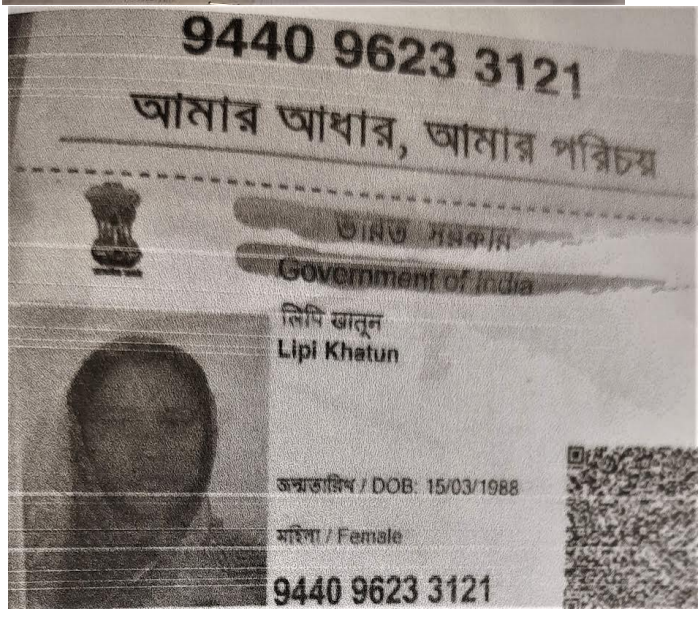 9440 9623 3121
আমার আধার, আমার পরিচয়
ভারত সরকার
Government of India
लिपि खातून
Lipi Khatun
জন্মতারিখ / DOB: 15/03/1988
মহিলা / Female
9440 9623 3121